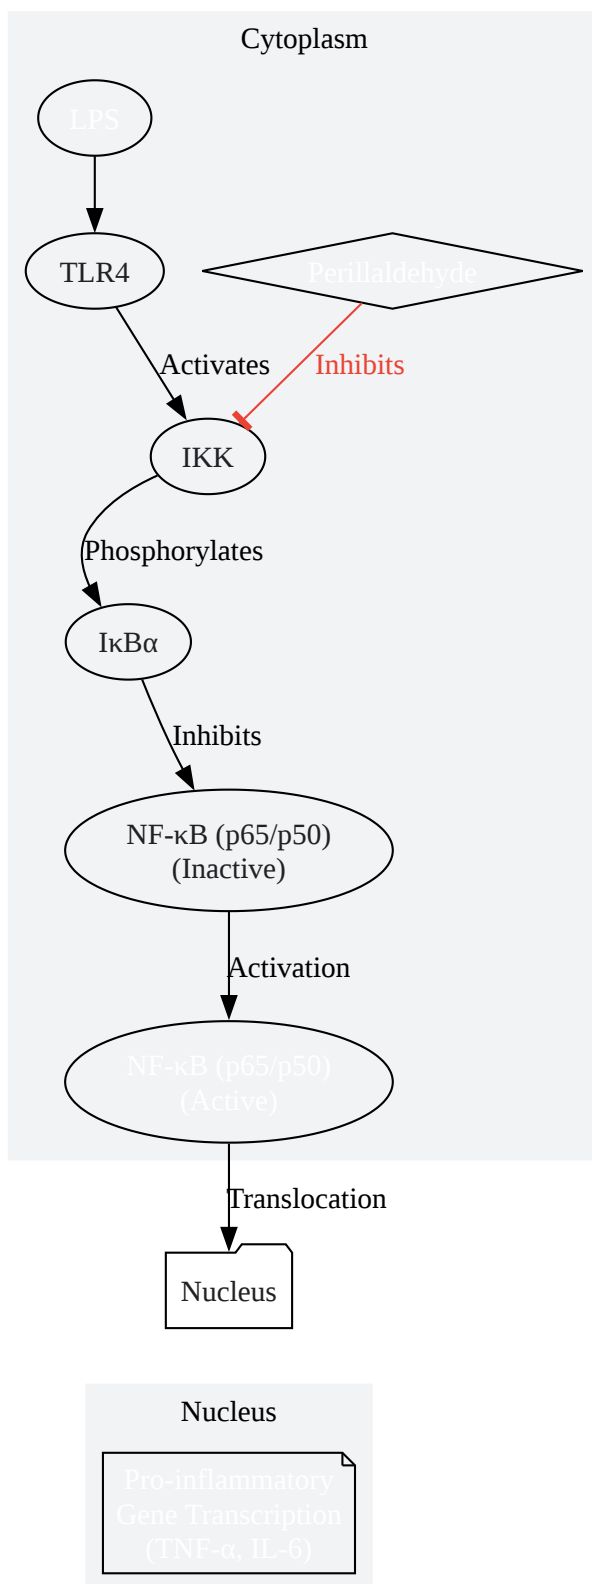 Cytoplasm
LPS
TLR4
Perillaldehyde
Activates
Inhibits
IKK
Phosphorylates
IκBα
Inhibits
NF-κB (p65/p50)
(Inactive)
Activation
NF-κB (p65/p50)
(Active)
Translocation
Nucleus
Nucleus
Pro-inflammatory
Gene Transcription
(TNF-α, IL-6)